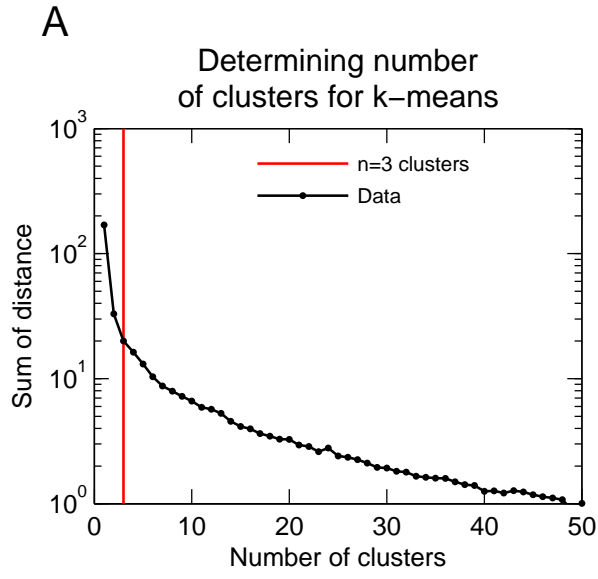 A
Determining number
of clusters for k−means
n=3 clusters
Data
Sum of distance
10³
10²
10¹
10⁰
0 10 20 30 40 50
Number of clusters